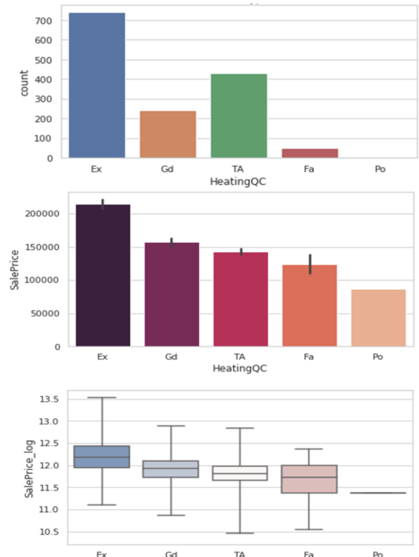 700
600
500
400
300
200
100
0
count
Ex Gd TA Fa Po
HeatingQC
200000
150000
100000
50000
0
SalePrice
Ex Gd TA Fa Po
HeatingQC
13.5
13.0
12.5
12.0
11.5
11.0
10.5
SalePrice_log
Ex Gd TA Fa Po